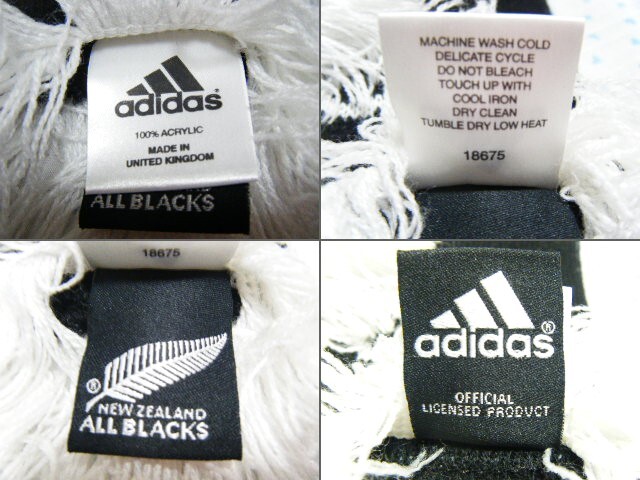 adidas®
100% ACRYLIC
MADE IN
UNITED KINGDOM
ALL BLACKS
MACHINE WASH COLD
DELICATE CYCLE
DO NOT BLEACH
TOUCH UP WITH
COOL IRON
DRY CLEAN
TUMBLE DRY LOW HEAT
18675
18675
®
NEW ZEALAND
ALL BLACKS
adidas®
OFFICIAL
LICENSED PRODUCT